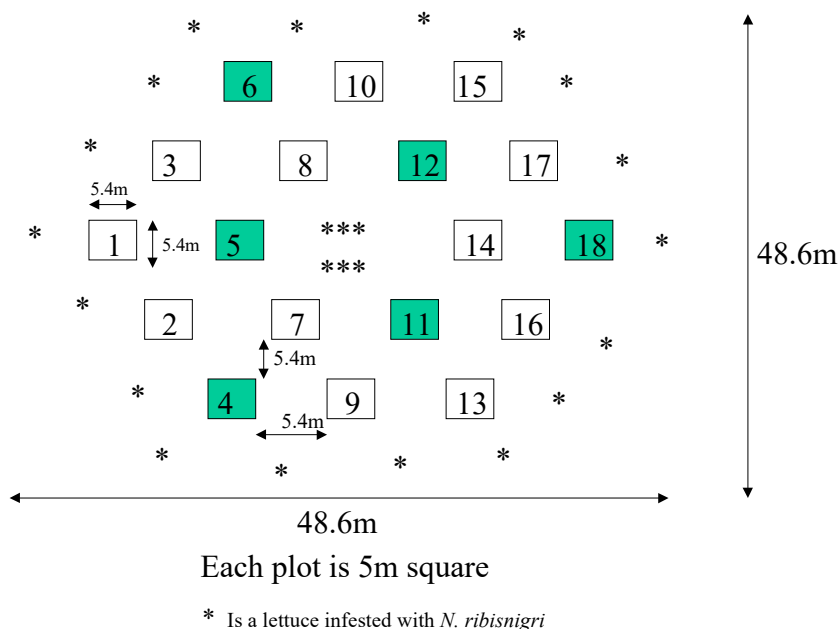 * * * *
* 6 10 15 *
* 3 8 12 17 *
5.4m
* 1 5.4m 5 *** 14 18 *
***
48.6m
* 2 7 11 16 *
5.4m
* 4 9 13 *
5.4m
* * * *
48.6m
Each plot is 5m square
* Is a lettuce infested with N. ribisnigri